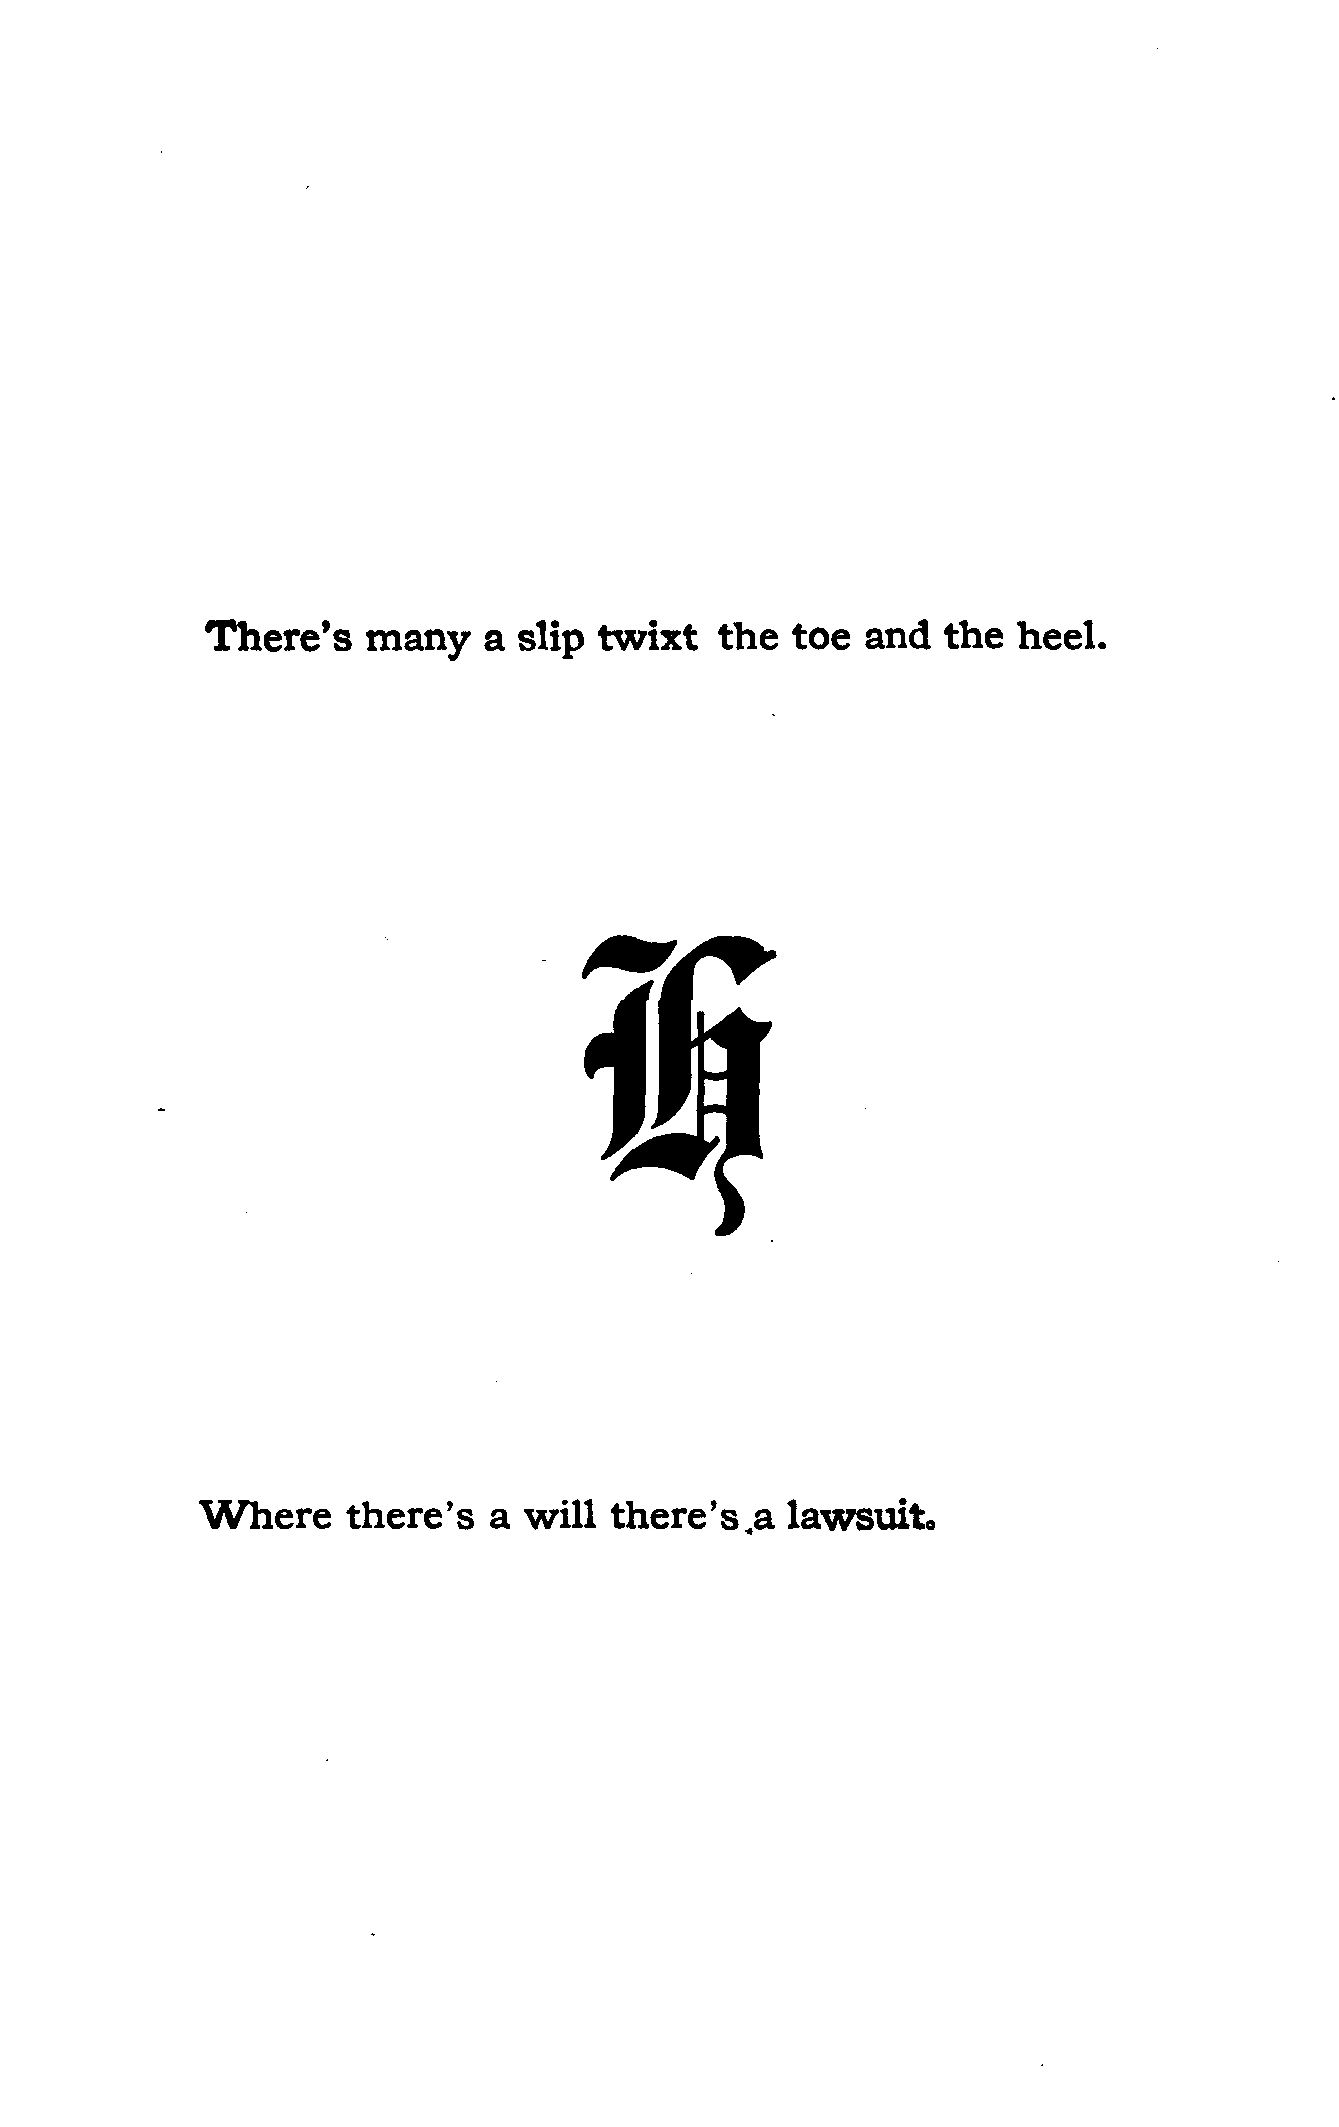 There's many a slip twixt the toe and the heel.
H
Where there's a will there's a lawsuit.